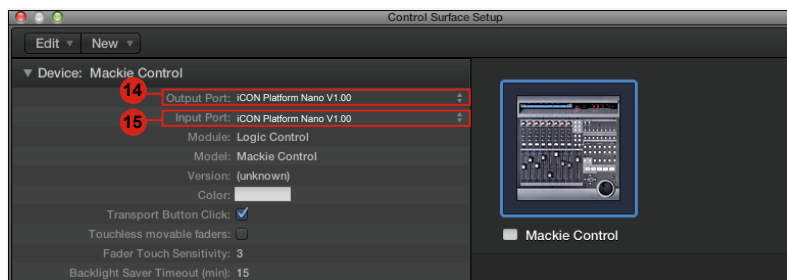 Control Surface Setup
Edit New
Device: Mackie Control
14 Output Port: iCON Platform Nano V1.00
15 Input Port: iCON Platform Nano V1.00
Module: Logic Control
Model: Mackie Control
Version: (unknown)
Color:
Transport Button Click:
Touchless movable faders:
Mackie Control
Fader Touch Sensitivity: 3
Backlight Saver Timeout (min): 15